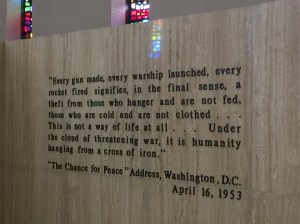 "Every gun made, every warship launched, every
rocket fired signifies, in the final sense, a
theft from those who hunger and are not fed,
those who are cold and are not clothed . . .
This is not a way of life at all . . . Under
the cloud of threatening war, it is humanity
hanging from a cross of iron."
"The Chance for Peace" Address, Washington, D.C.
April 16, 1953